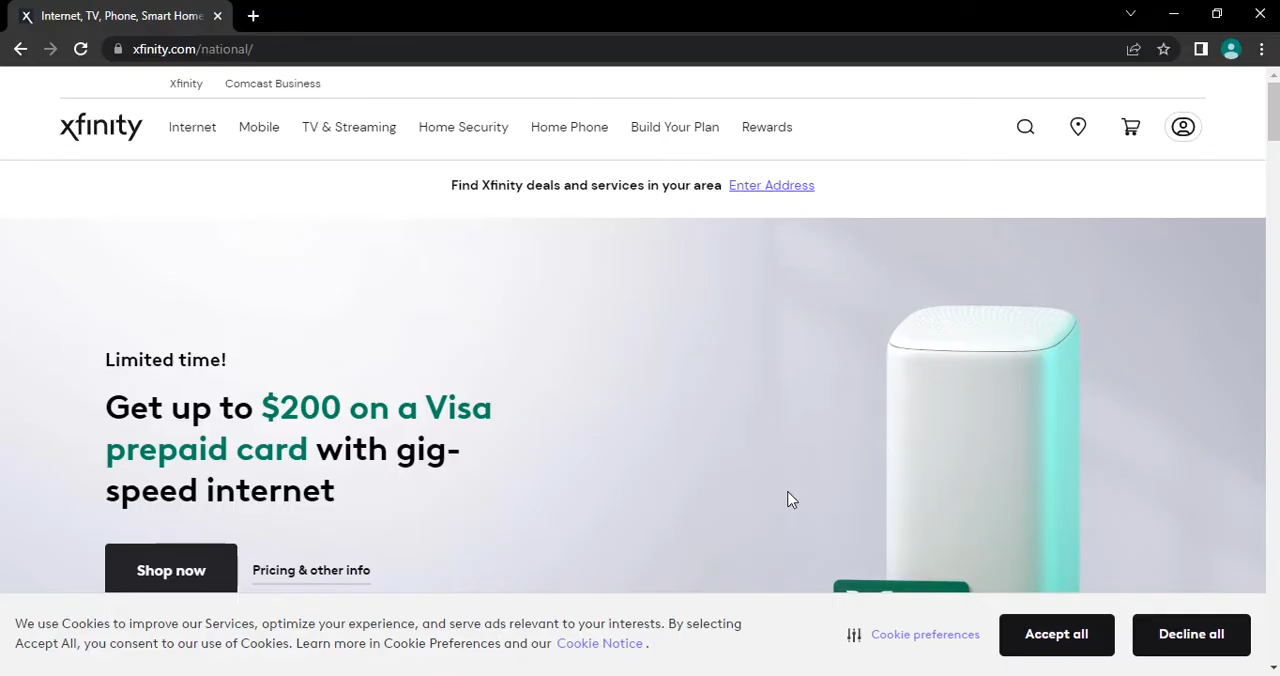 Internet, TV, Phone, Smart Home
xfinity.com/national/
Xfinity Comcast Business
xfinity Internet Mobile TV & Streaming Home Security Home Phone Build Your Plan Rewards
Find Xfinity deals and services in your area Enter Address
Limited time!
Get up to $200 on a Visa
prepaid card with gig-
speed internet
Shop now Pricing & other info
We use Cookies to improve our Services, optimize your experience, and serve ads relevant to your interests. By selecting
Accept All, you consent to our use of Cookies. Learn more in Cookie Preferences and our Cookie Notice .
Cookie preferences Accept all Decline all